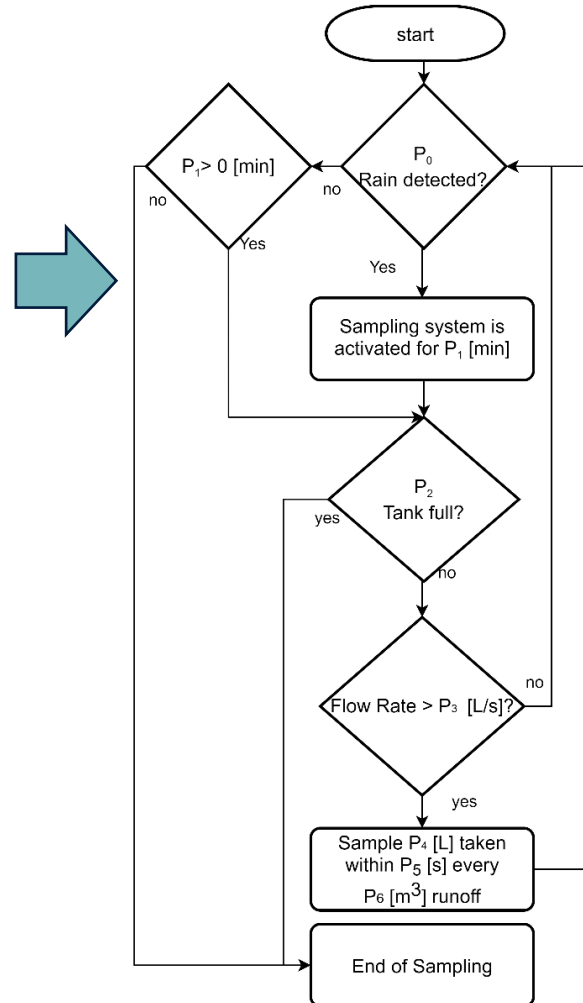 start
P₀
Rain detected?
P₁> 0 [min]
no
no
Yes
Yes
Sampling system is
activated for P₁ [min]
P₂
Tank full?
yes
no
Flow Rate > P₃ [L/s]?
no
yes
Sample P₄ [L] taken
within P₅ [s] every
P₆ [m³] runoff
End of Sampling